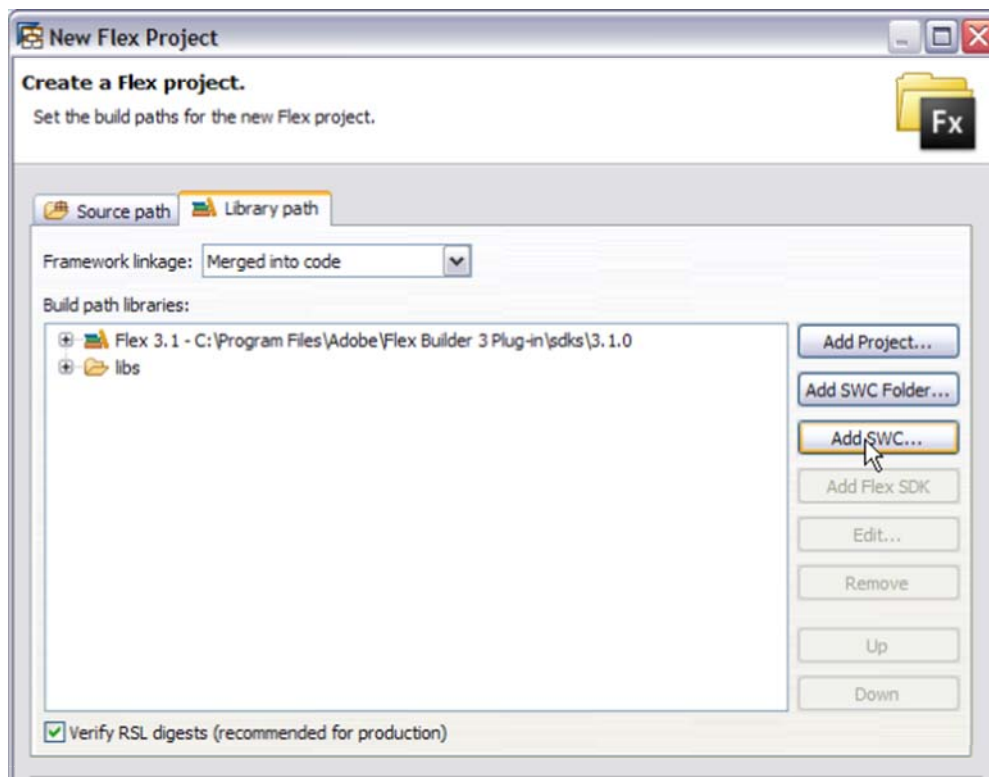 New Flex Project
Create a Flex project.
Set the build paths for the new Flex project.
Fx
Source path
Library path
Framework linkage: Merged into code
Build path libraries:
Flex 3.1 - C:\Program Files\Adobe\Flex Builder 3 Plug-in\sdks\3.1.0
libs
Add Project...
Add SWC Folder...
Add SWC...
Add Flex SDK
Edit...
Remove
Up
Down
Verify RSL digests (recommended for production)